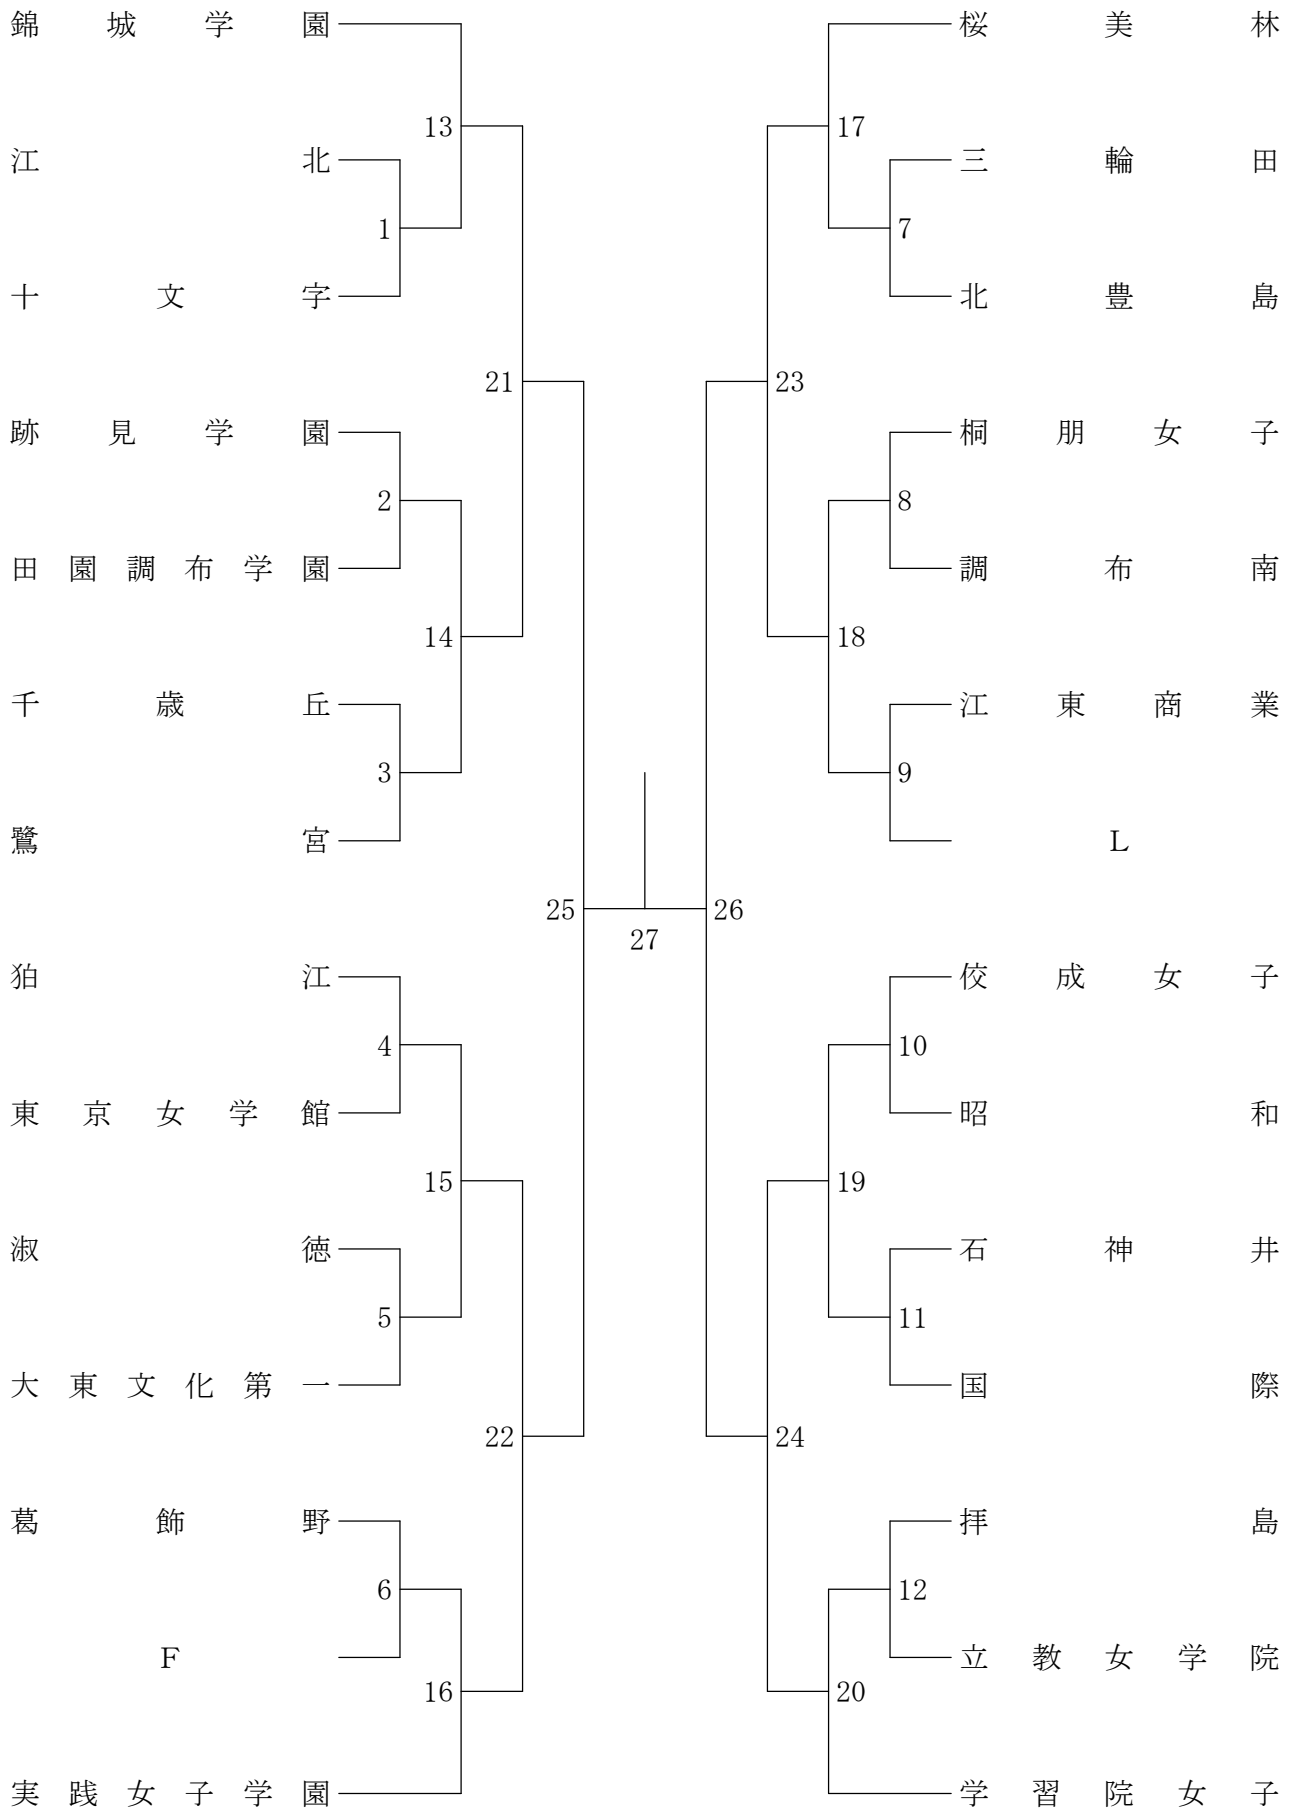 錦城学園
桜美林
13
17
江北
三輪田
1
7
十文字
北豊島
21
23
跡見学園
桐朋女子
2
8
田園調布学園
調布南
14
18
千歳丘
江東商業
3
9
鷺宮
L
25
26
27
狛江
佼成女子
4
10
東京女学館
昭和
15
19
淑徳
石神井
5
11
大東文化第一
国際
22
24
葛飾野
拝島
6
12
F
立教女学院
16
20
実践女子学園
学習院女子